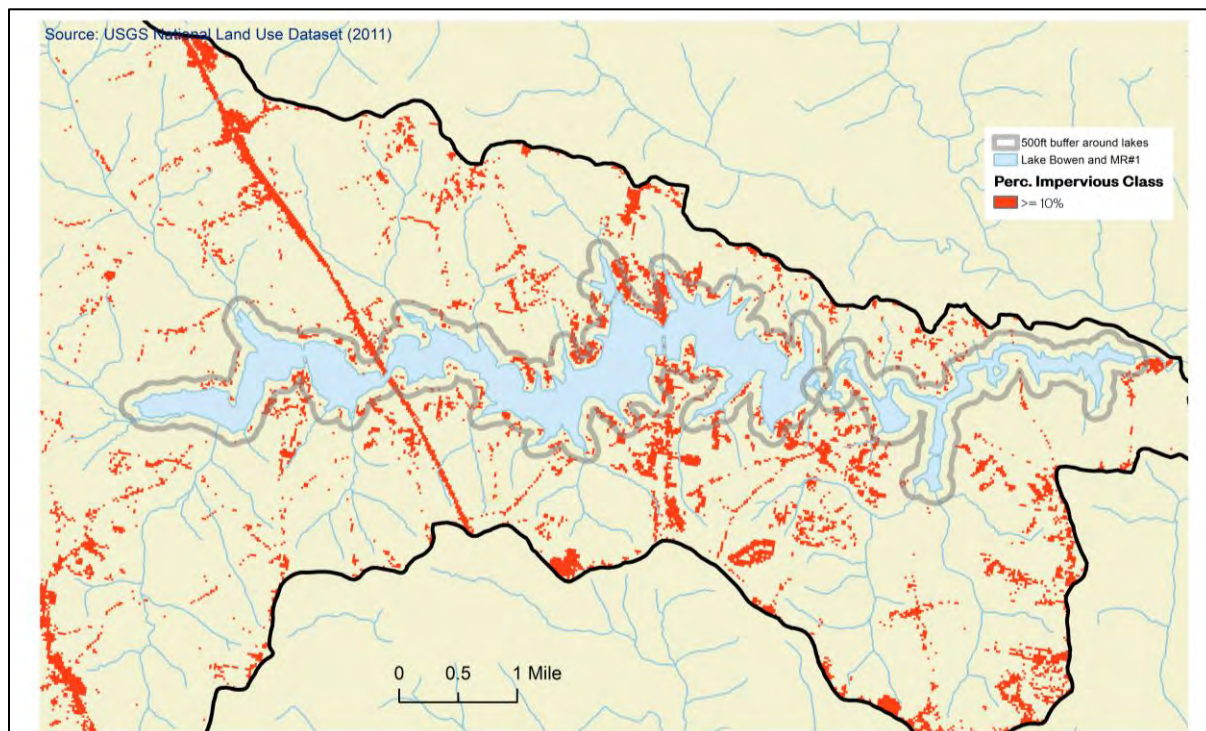 Source: USGS National Land Use Dataset (2011)
500ft buffer around lakes
Lake Bowen and MR#1
Perc. Impervious Class
>= 10%
0 0.5 1 Mile